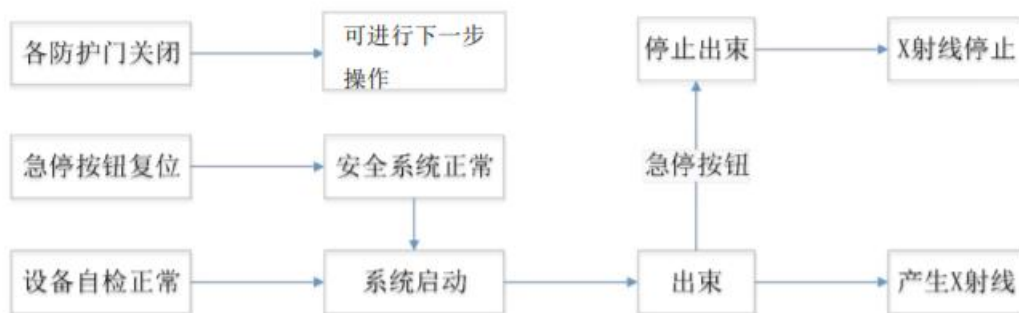 各防护门关闭
可进行下一步
操作
停止出束
X射线停止
急停按钮复位
安全系统正常
急停按钮
设备自检正常
系统启动
出束
产生X射线